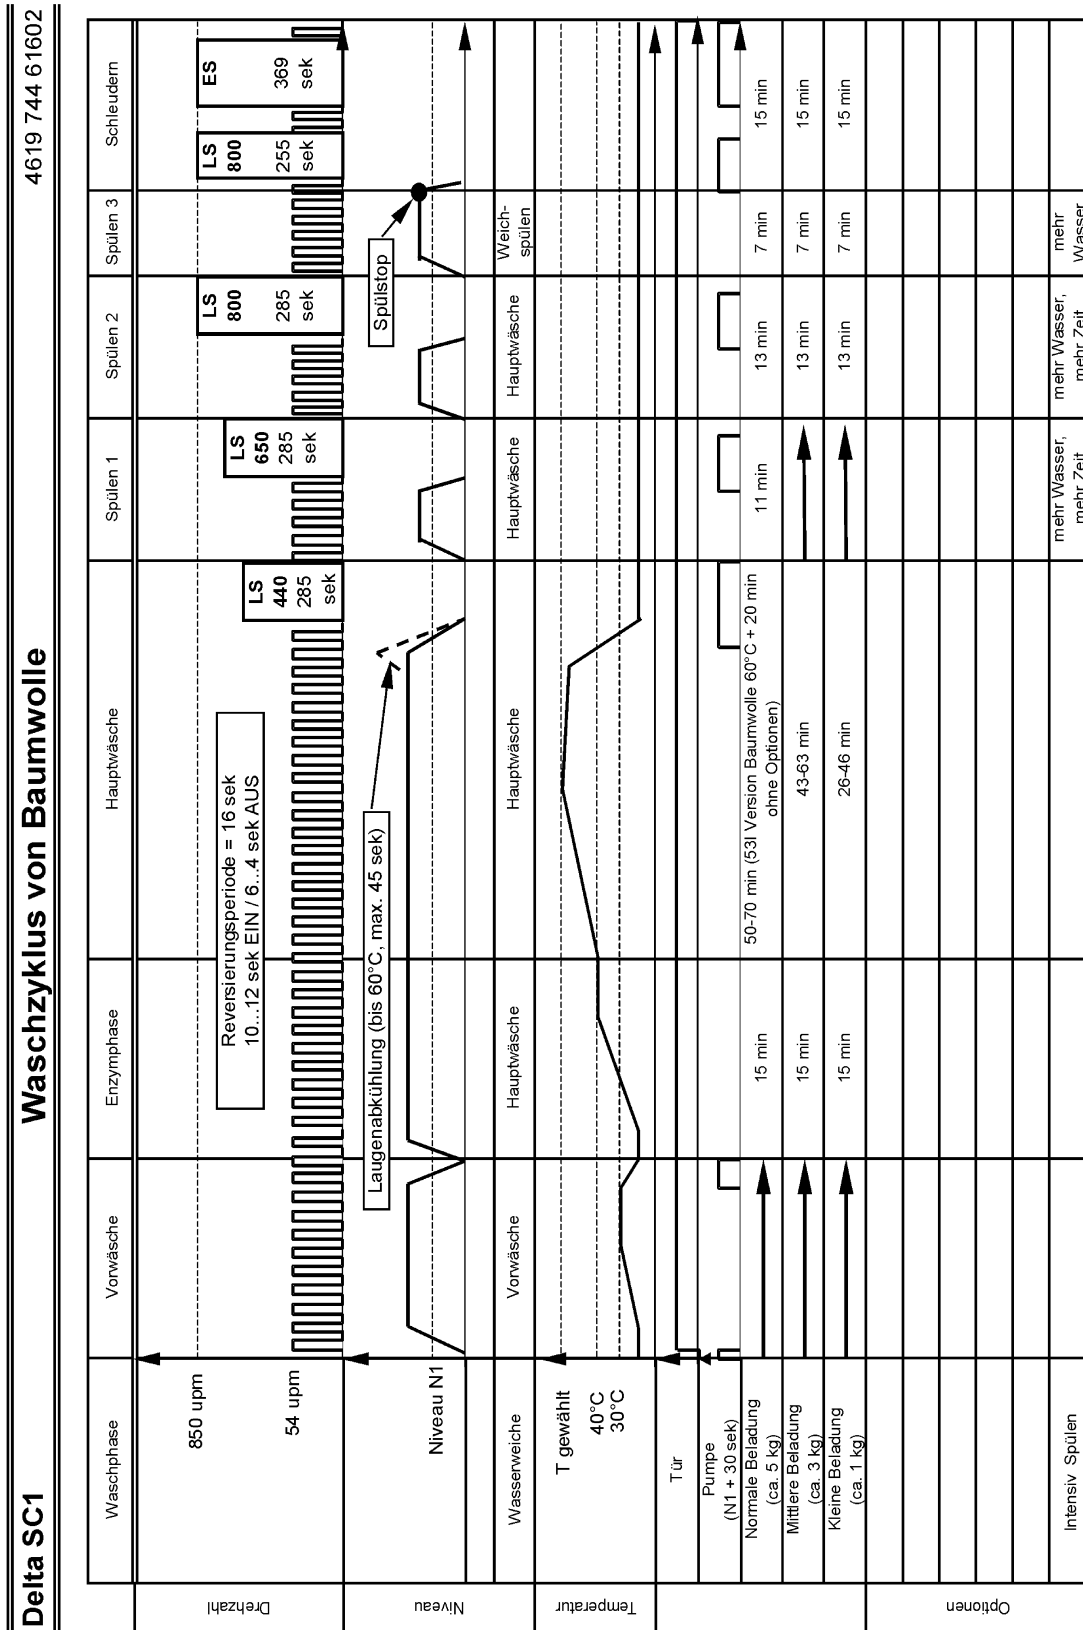 Delta SC1
Waschzyklus von Baumwolle
4619 744 61602
Waschphase
Vorwäsche
Enzymphase
Hauptwäsche
Spülen 1
Spülen 2
Spülen 3
Schleudern
Drehzahl
850 upm
54 upm
Reversierungsperiode = 16 sek
10...12 sek EIN / 6...4 sek AUS
LS
440
285
sek
LS
650
285
sek
LS
800
285
sek
LS
800
255
sek
ES
369
sek
Niveau
Niveau N1
Laugenabkühlung (bis 60°C, max. 45 sek)
Spülstop
Wasserweiche
Vorwäsche
Hauptwäsche
Hauptwäsche
Hauptwäsche
Hauptwäsche
Weich-
spülen
Temperatur
T gewählt
40°C
30°C
Tür
Pumpe
(N1 + 30 sek)
Normale Beladung
(ca. 5 kg)
15 min
50-70 min (53l Version Baumwolle 60°C + 20 min
ohne Optionen)
11 min
13 min
7 min
15 min
Mittlere Beladung
(ca. 3 kg)
15 min
43-63 min
13 min
7 min
15 min
Kleine Beladung
(ca. 1 kg)
15 min
26-46 min
13 min
7 min
15 min
Optionen
Intensiv Spülen
mehr Wasser,
mehr Zeit
mehr Wasser,
mehr Zeit
mehr
Wasser